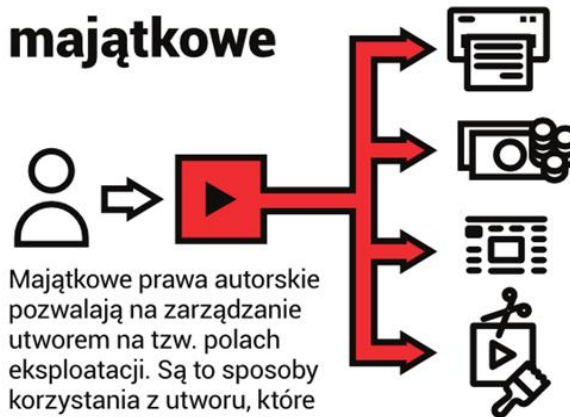 majątkowe
Majątkowe prawa autorskie
pozwalają na zarządzanie
utworem na tzw. polach
eksploatacji. Są to sposoby
korzystania z utworu, które